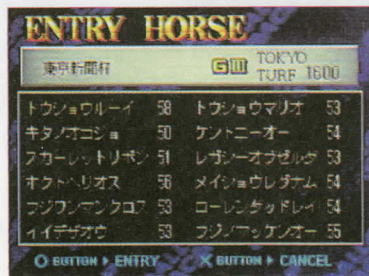 ENTRY HORSE
東京新聞杯 GIII TOKYO
TURF 1600
トウショウルーイ 58 トウショウマリオ 53
キタノオコジョ 50 ケントニーオー 54
スカーレットリボン 51 レガシーオブゼルダ 53
オクトヘリオス 56 メイショウレグナム 54
フジワンマンクロス 53 ローレンタッドレイ 54
イイデザオウ 53 フジノマッケンオー 55
○ BUTTON ▶ ENTRY × BUTTON ▶ CANCEL